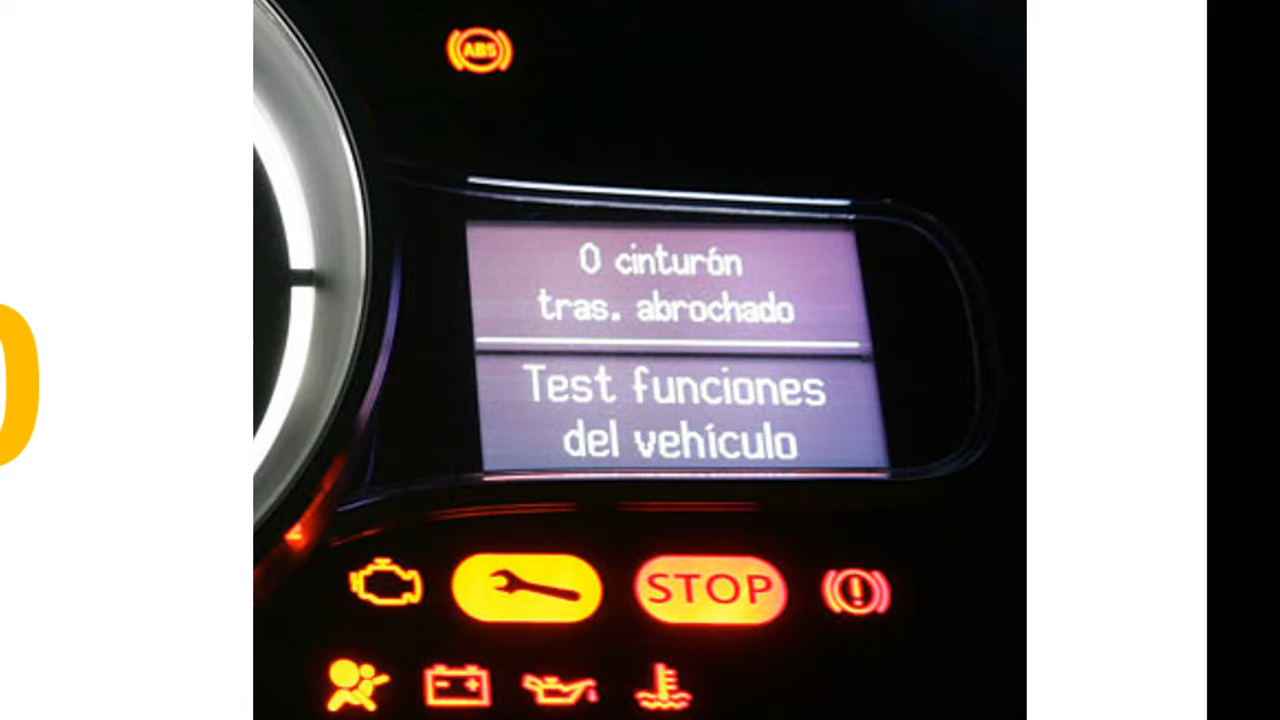 ABS
0 cinturón
tras. abrochado
Test funciones
del vehículo
STOP